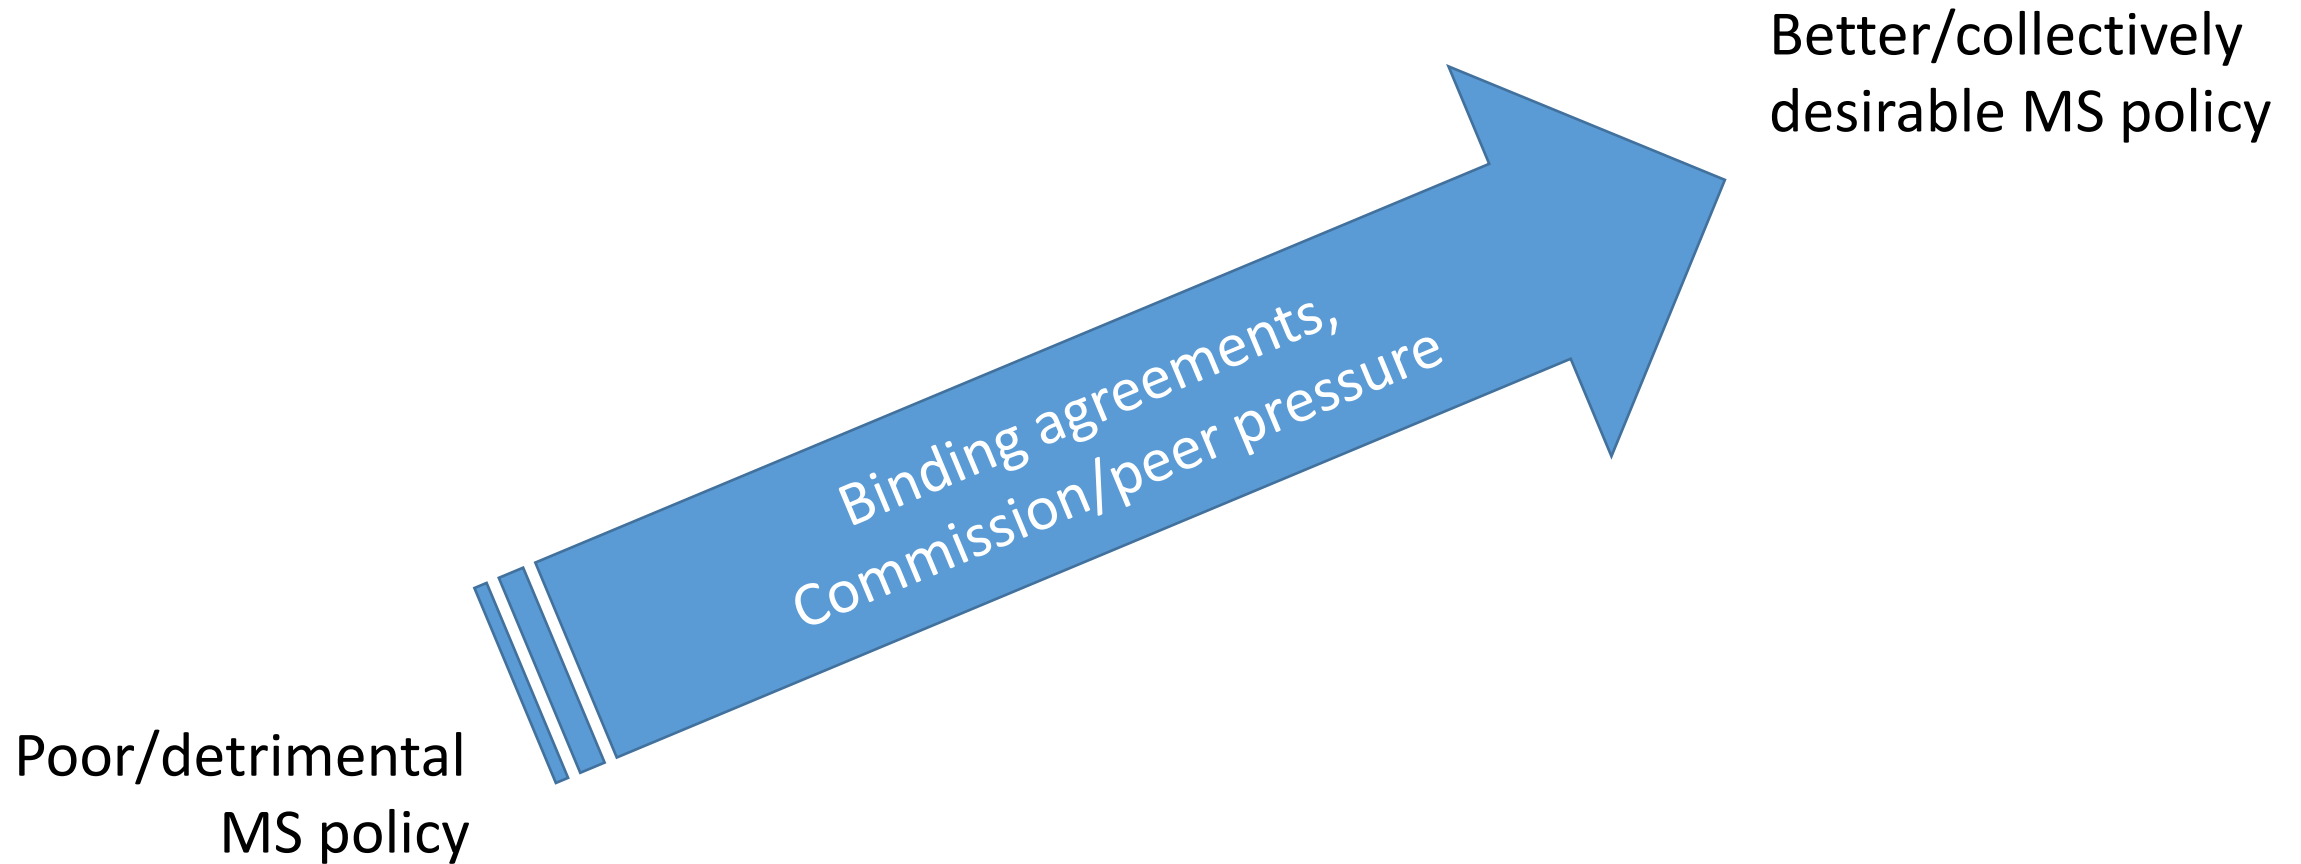 Better/collectively
desirable MS policy
Binding agreements,
Commission/peer pressure
Poor/detrimental
MS policy